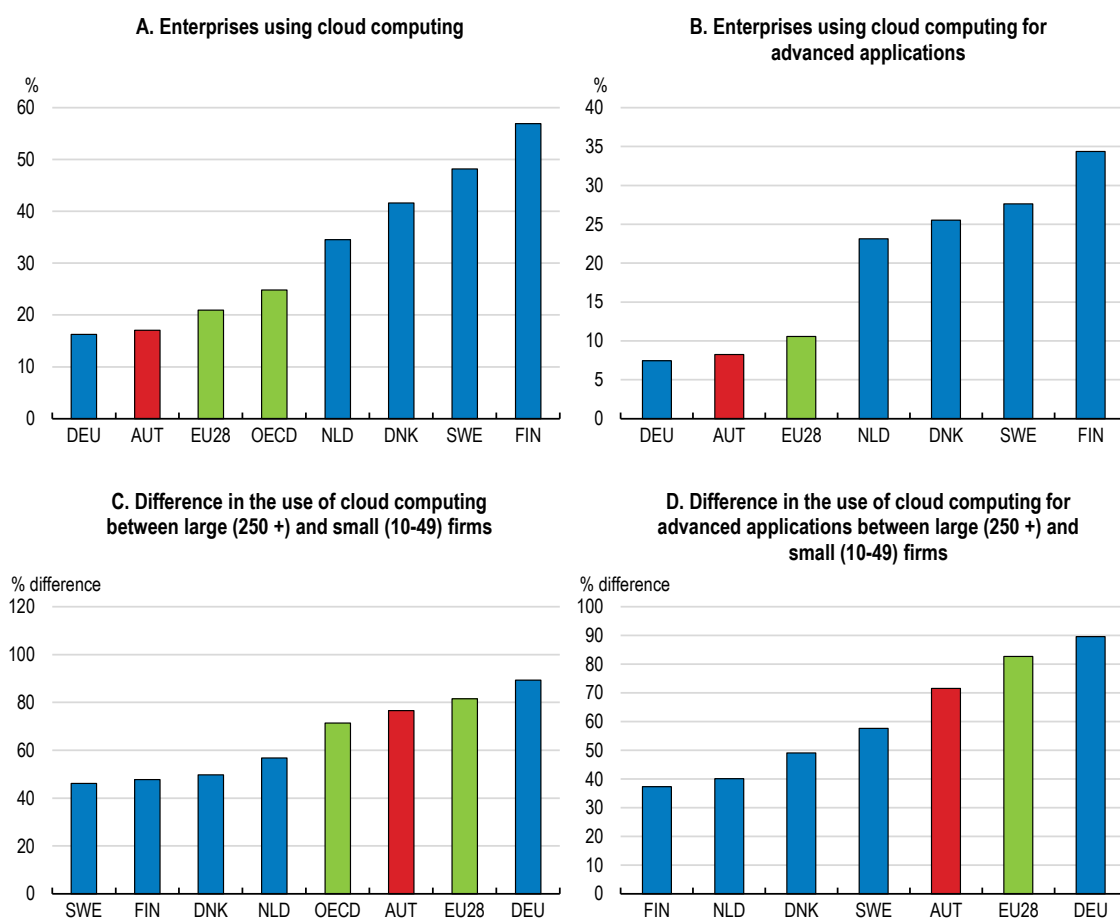 A. Enterprises using cloud computing
%
60
50
40
30
20
10
0
DEU AUT EU28 OECD NLD DNK SWE FIN
B. Enterprises using cloud computing for
advanced applications
%
40
35
30
25
20
15
10
5
0
DEU AUT EU28 NLD DNK SWE FIN
C. Difference in the use of cloud computing
between large (250 +) and small (10-49) firms
% difference
120
100
80
60
40
20
0
SWE FIN DNK NLD OECD AUT EU28 DEU
D. Difference in the use of cloud computing for
advanced applications between large (250 +) and
small (10-49) firms
% difference
100
90
80
70
60
50
40
30
20
10
0
FIN NLD DNK SWE AUT EU28 DEU